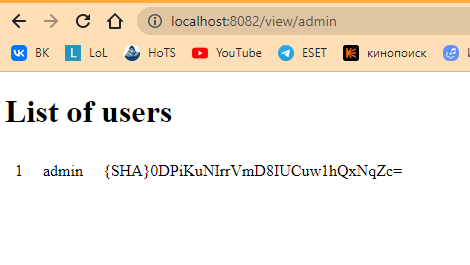 localhost:8082/view/admin
ВК LoL HoTS YouTube ESET кинопоиск
List of users
1 admin {SHA}0DPiKuNIrrVmD8IUCuw1hQxNqZc=